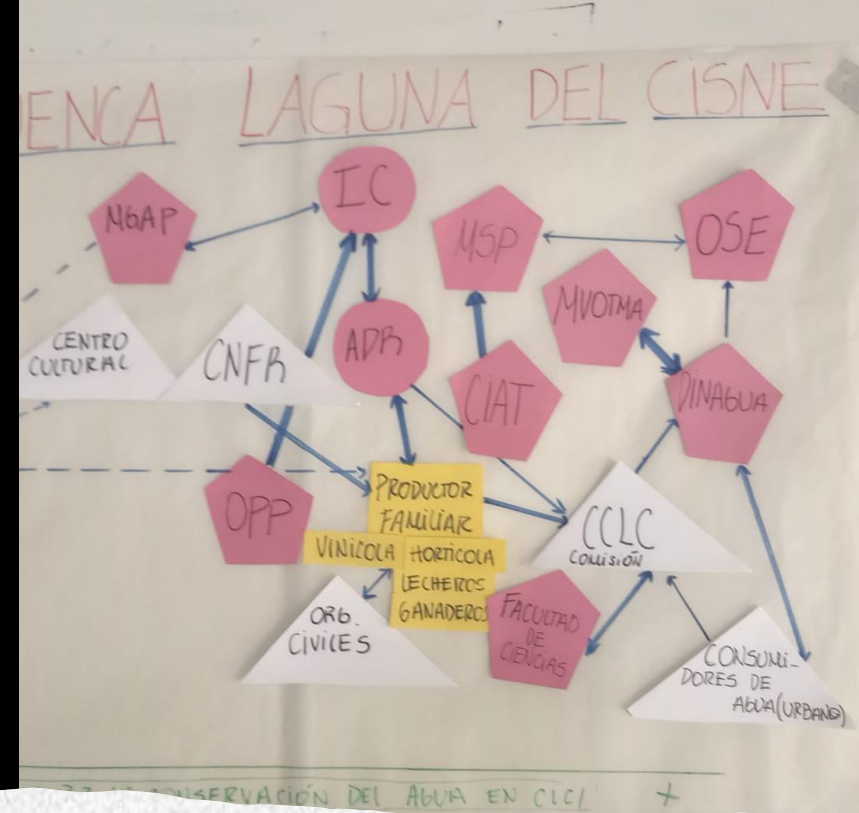 ENCA LAGUNA DEL CISNE
IC
MGAP
MSP
OSE
MVOTMA
CENTRO
CULTURAL
CNFR
ADR
CIAT
DINAGUA
OPP
PRODUCTOR
FAMILIAR
VINICOLA
HORTICOLA
LECHEROS
GANADEROS
CCLC
COMISIÓN
ORG.
CIVILES
FACULTAD
DE
CIENCIAS
CONSUMI-
DORES DE
AGUA (URBANO)
CONSERVACIÓN DEL AGUA EN CLCL +